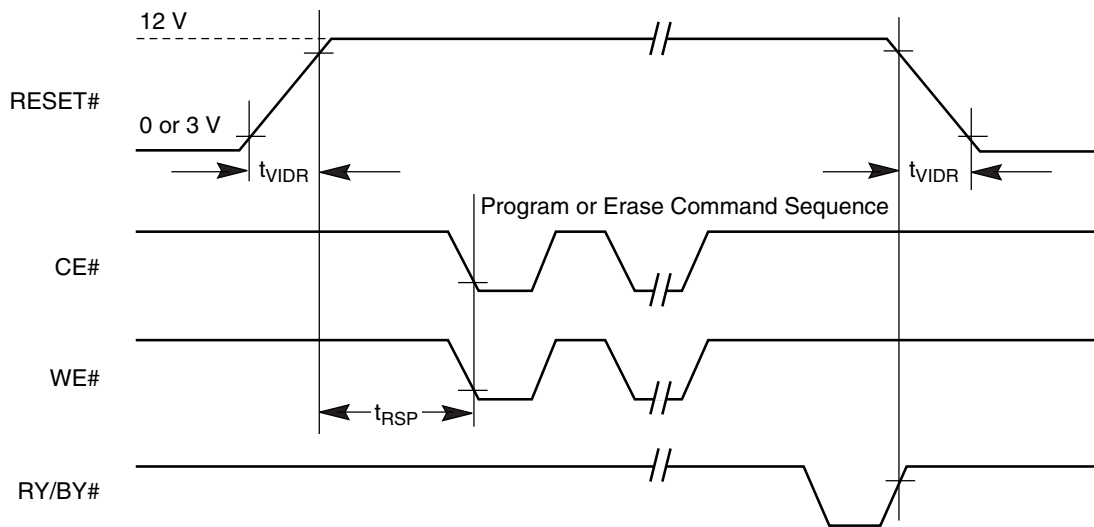 12 V
RESET#
0 or 3 V
tVIDR
tVIDR
Program or Erase Command Sequence
CE#
WE#
tRSP
RY/BY#